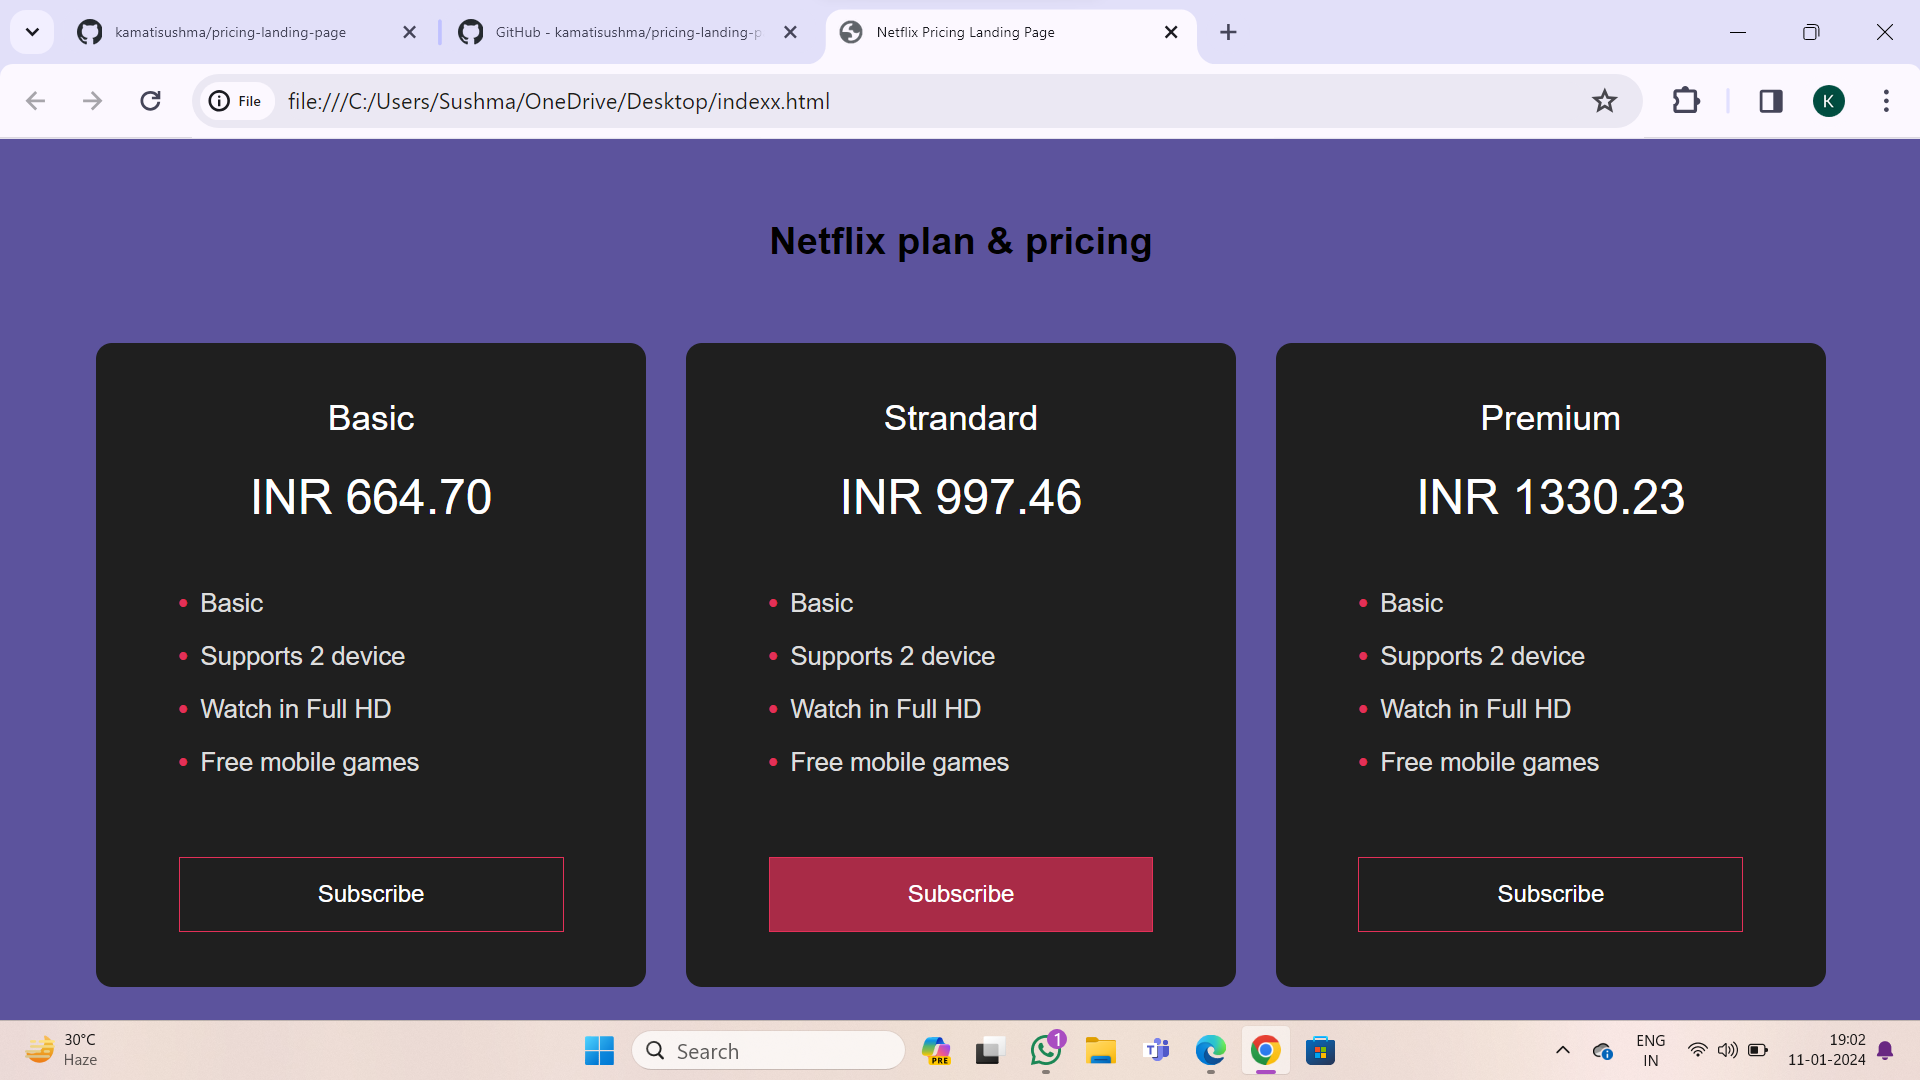 kamatisushma/pricing-landing-page
GitHub - kamatisushma/pricing-landing-p
Netflix Pricing Landing Page
File
file:///C:/Users/Sushma/OneDrive/Desktop/indexx.html
K
Netflix plan & pricing
Basic
INR 664.70
• Basic
• Supports 2 device
• Watch in Full HD
• Free mobile games
Subscribe
Strandard
INR 997.46
• Basic
• Supports 2 device
• Watch in Full HD
• Free mobile games
Subscribe
Premium
INR 1330.23
• Basic
• Supports 2 device
• Watch in Full HD
• Free mobile games
Subscribe
30°C
Haze
Search
PRE
1
ENG
IN
19:02
11-01-2024